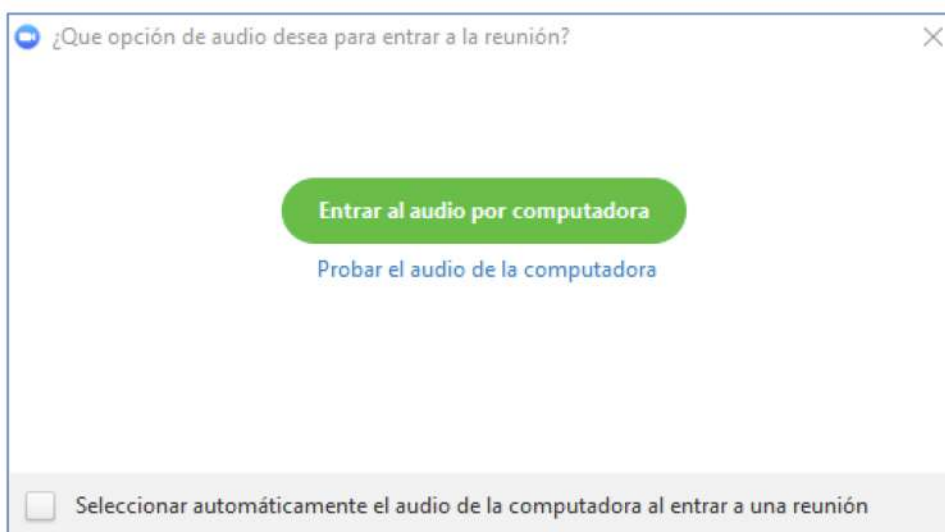 ¿Que opción de audio desea para entrar a la reunión?
Entrar al audio por computadora
Probar el audio de la computadora
Seleccionar automáticamente el audio de la computadora al entrar a una reunión